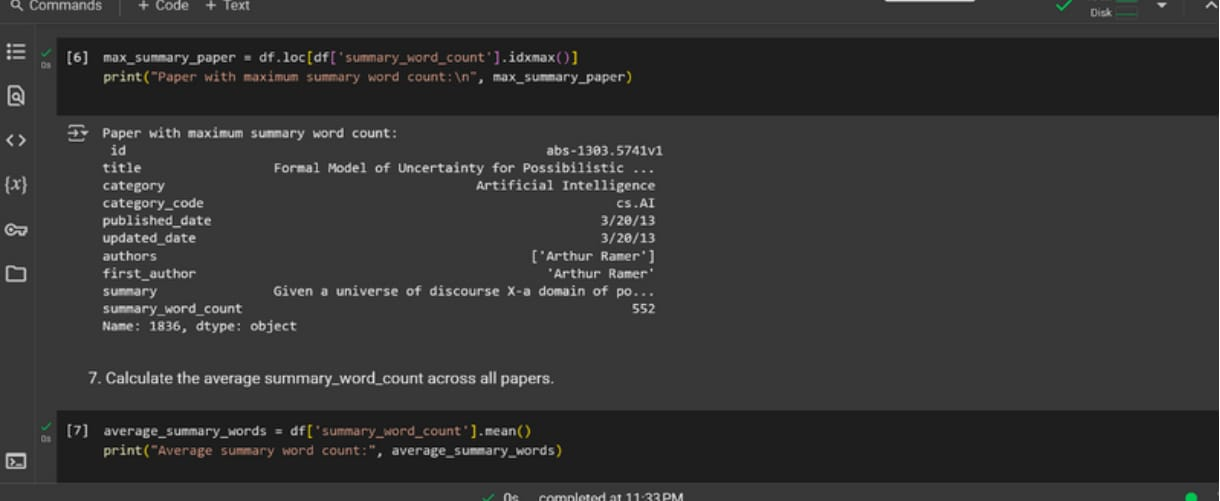 Commands + Code + Text
Disk
[6] max_summary_paper = df.loc[df['summary_word_count'].idxmax()]
print("Paper with maximum summary word count:\n", max_summary_paper)
0s
Paper with maximum summary word count:
id abs-1303.5741v1
title Formal Model of Uncertainty for Possibilistic ...
category Artificial Intelligence
category_code cs.AI
published_date 3/20/13
updated_date 3/20/13
authors ['Arthur Ramer']
first_author 'Arthur Ramer'
summary Given a universe of discourse X-a domain of po...
summary_word_count 552
Name: 1836, dtype: object
7. Calculate the average summary_word_count across all papers.
[7] average_summary_words = df['summary_word_count'].mean()
0s
print("Average summary word count:", average_summary_words)
0s completed at 11:33 PM